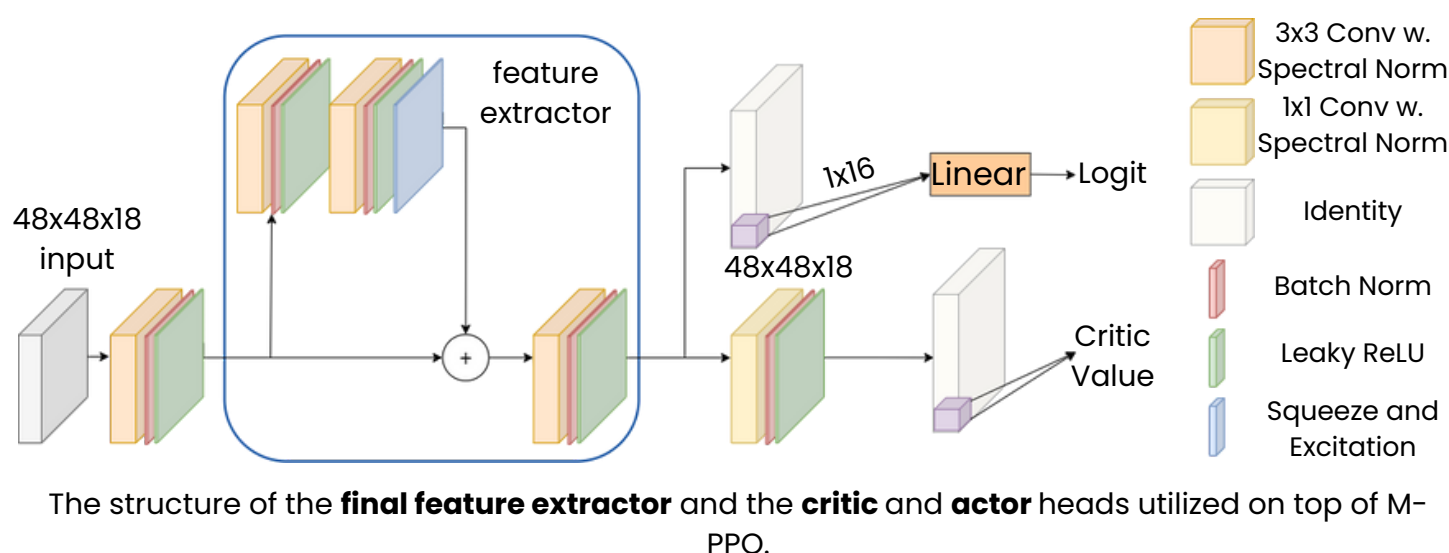 feature
extractor
48x48x18
input
+
1x16
Linear
Logit
48x48x18
Critic
Value
3x3 Conv w.
Spectral Norm
1x1 Conv w.
Spectral Norm
Identity
Batch Norm
Leaky ReLU
Squeeze and
Excitation
The structure of the final feature extractor and the critic and actor heads utilized on top of M-
PPO.